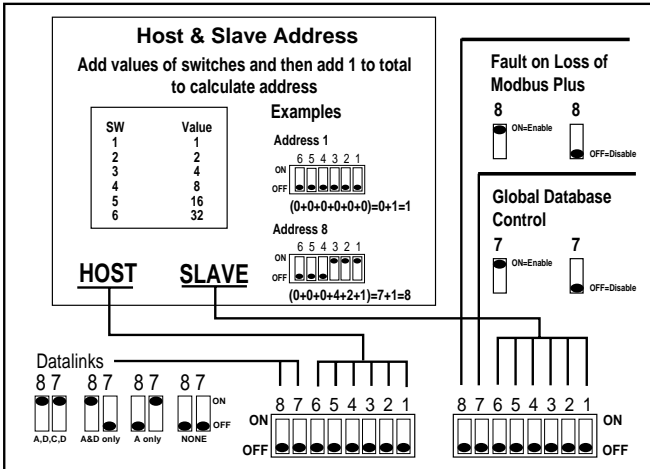 Host & Slave Address
Add values of switches and then add 1 to total
to calculate address
SW Value
1 1
2 2
3 4
4 8
5 16
6 32
Examples
Address 1
6 5 4 3 2 1
ON
OFF
(0+0+0+0+0+0)=0+1=1
Address 8
6 5 4 3 2 1
ON
OFF
(0+0+0+4+2+1)=7+1=8
HOST SLAVE
Fault on Loss of
Modbus Plus
8 8
ON=Enable
OFF=Disable
Global Database
Control
7 7
ON=Enable
OFF=Disable
Datalinks
8 7 8 7 8 7 8 7
ON
OFF
A,D,C,D A&D only A only NONE
8 7 6 5 4 3 2 1
ON
OFF
8 7 6 5 4 3 2 1
ON
OFF